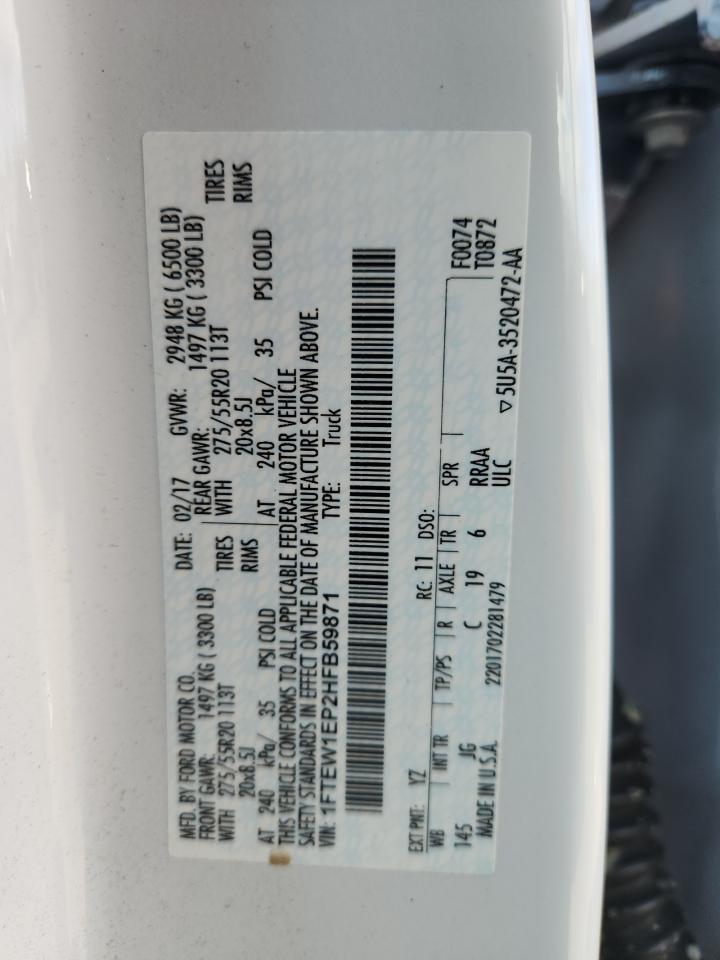 MFD. BY FORD MOTOR CO. DATE: 02/17 GVWR: 2948 KG ( 6500 LB)
FRONT GAWR: 1497 KG ( 3300 LB) REAR GAWR: 1497 KG ( 3300 LB)
WITH 275/55R20 113T TIRES WITH 275/55R20 113T TIRES
20x8.5J RIMS 20x8.5J RIMS
AT 240 kPa/ 35 PSI COLD AT 240 kPa/ 35 PSI COLD
THIS VEHICLE CONFORMS TO ALL APPLICABLE FEDERAL MOTOR VEHICLE
SAFETY STANDARDS IN EFFECT ON THE DATE OF MANUFACTURE SHOWN ABOVE.
VIN: 1FTEW1EP2HFB59871 TYPE: Truck
EXT PNT: YZ RC: 11 DSO:
WB INT TR TP/PS R AXLE TR SPR F0074
145 JG C 19 6 RRAA T0872
MADE IN U.S.A. 2201702281479 ULC ▽5U5A-3520472-AA